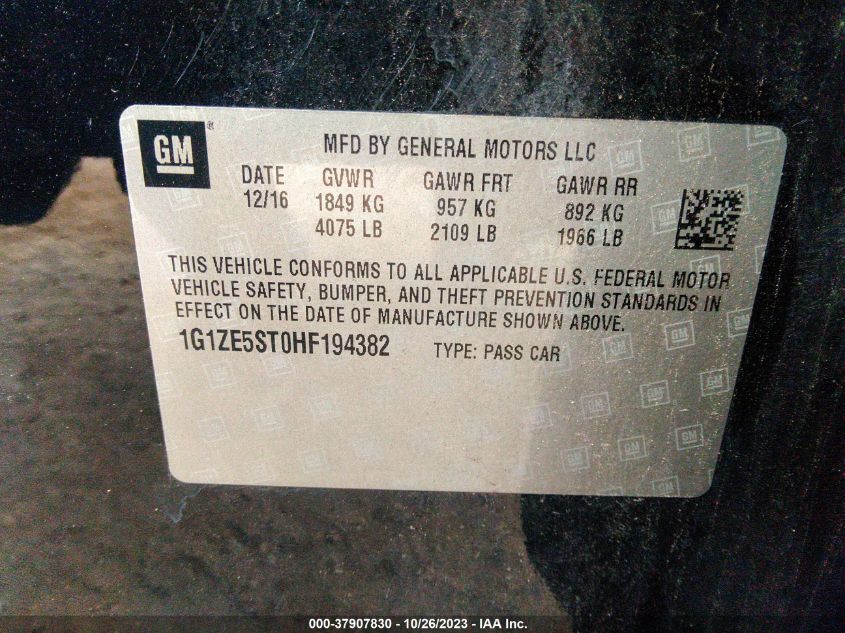 GM ®
MFD BY GENERAL MOTORS LLC
DATE GVWR GAWR FRT GAWR RR
12/16 1849 KG 957 KG 892 KG
4075 LB 2109 LB 1966 LB
THIS VEHICLE CONFORMS TO ALL APPLICABLE U.S. FEDERAL MOTOR
VEHICLE SAFETY, BUMPER, AND THEFT PREVENTION STANDARDS IN
EFFECT ON THE DATE OF MANUFACTURE SHOWN ABOVE.
1G1ZE5ST0HF194382 TYPE: PASS CAR
000-37907830 - 10/26/2023 - IAA Inc.